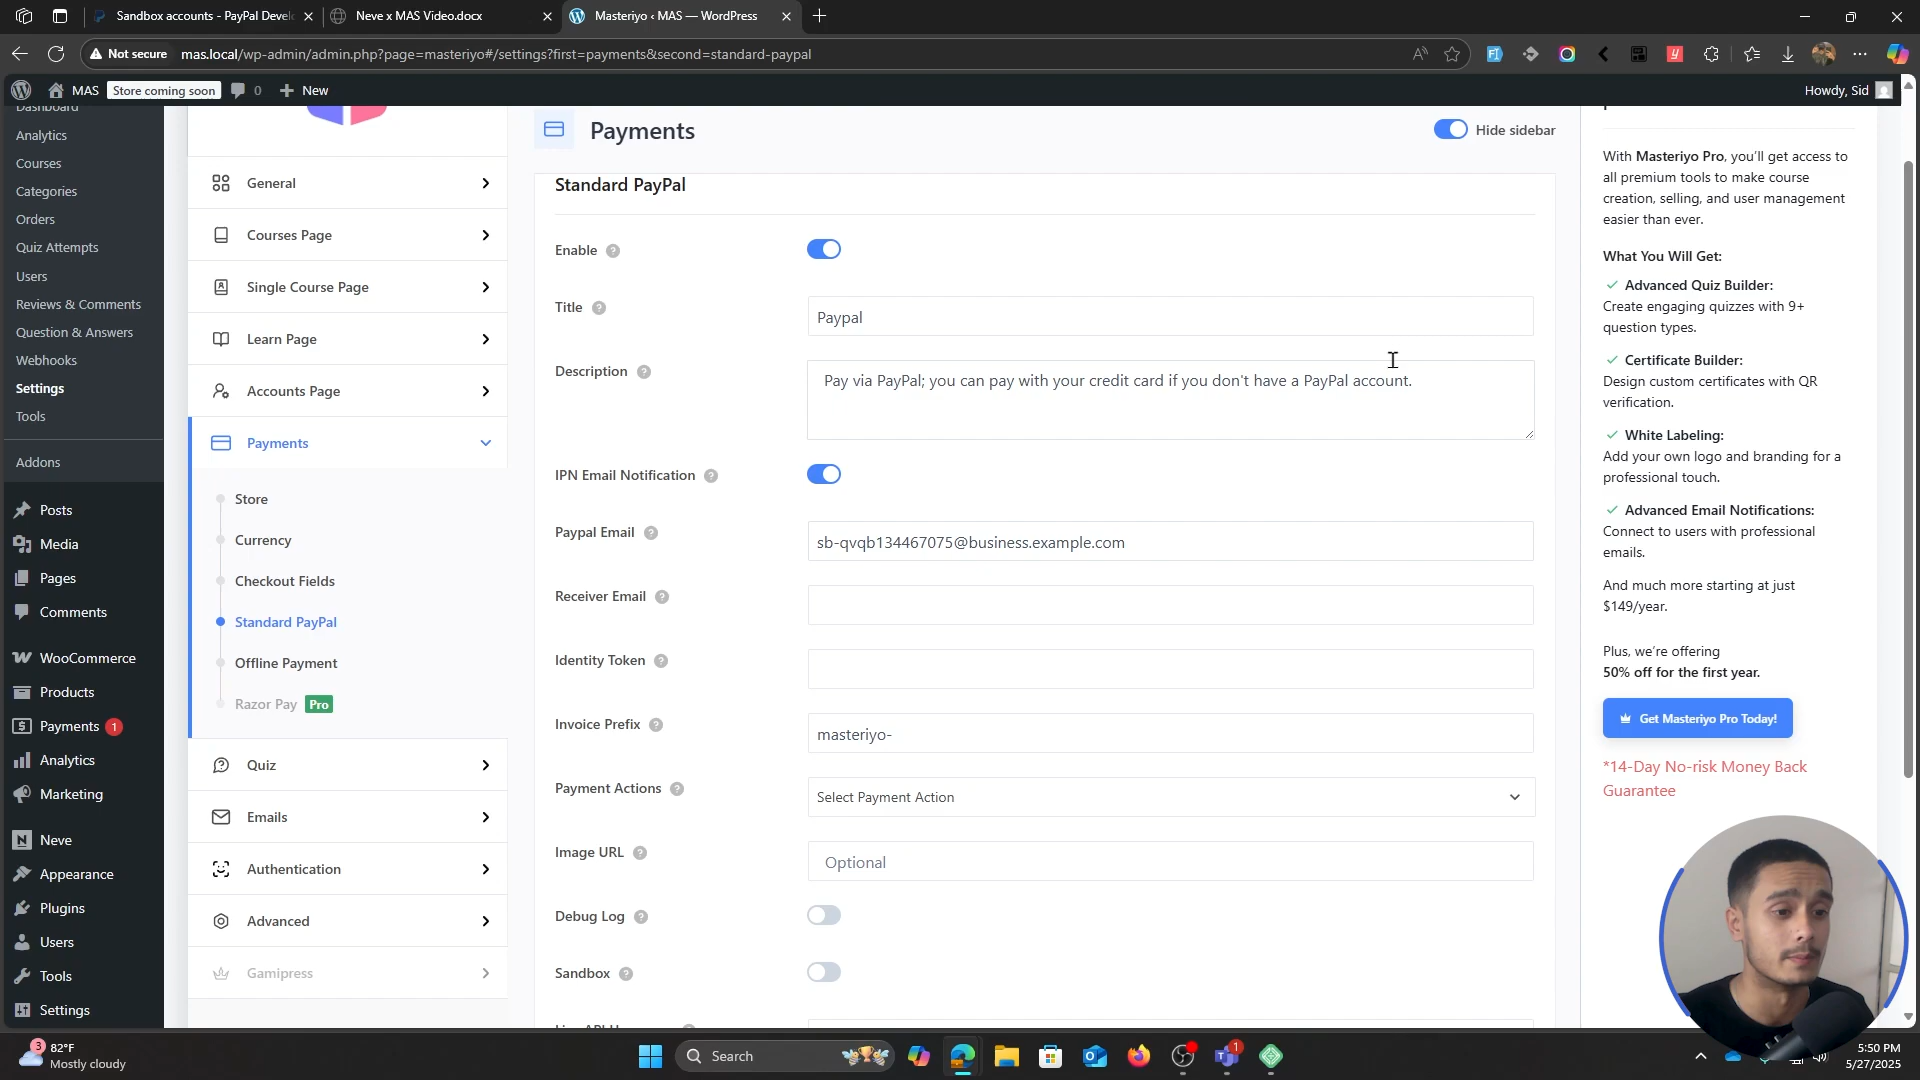 Sandbox accounts - PayPal Devel
Neve x MAS Video.docx
Masteriyo ‹ MAS — WordPress
Not secure
mas.local/wp-admin/admin.php?page=masteriyo#/settings?first=payments&second=standard-paypal
MAS
Store coming soon
0
New
Howdy, Sid
Dashboard
Analytics
Courses
Categories
Orders
Quiz Attempts
Users
Reviews & Comments
Question & Answers
Webhooks
Settings
Tools
Addons
Posts
Media
Pages
Comments
WooCommerce
Products
Payments 1
Analytics
Marketing
Neve
Appearance
Plugins
Users
Tools
Settings
General
Courses Page
Single Course Page
Learn Page
Accounts Page
Payments
Store
Currency
Checkout Fields
Standard PayPal
Offline Payment
Razor Pay Pro
Quiz
Emails
Authentication
Advanced
Gamipress
Payments
Hide sidebar
Standard PayPal
Enable
Title
Paypal
Description
Pay via PayPal; you can pay with your credit card if you don't have a PayPal account.
IPN Email Notification
Paypal Email
sb-qvqb134467075@business.example.com
Receiver Email
Identity Token
Invoice Prefix
masteriyo-
Payment Actions
Select Payment Action
Image URL
Optional
Debug Log
Sandbox
With Masteriyo Pro, you'll get access to
all premium tools to make course
creation, selling, and user management
easier than ever.
What You Will Get:
Advanced Quiz Builder:
Create engaging quizzes with 9+
question types.
Certificate Builder:
Design custom certificates with QR
verification.
White Labeling:
Add your own logo and branding for a
professional touch.
Advanced Email Notifications:
Connect to users with professional
emails.
And much more starting at just
$149/year.
Plus, we're offering
50% off for the first year.
Get Masteriyo Pro Today!
*14-Day No-risk Money Back
Guarantee
3
82°F
Mostly cloudy
Search
1
5:50 PM
5/27/2025